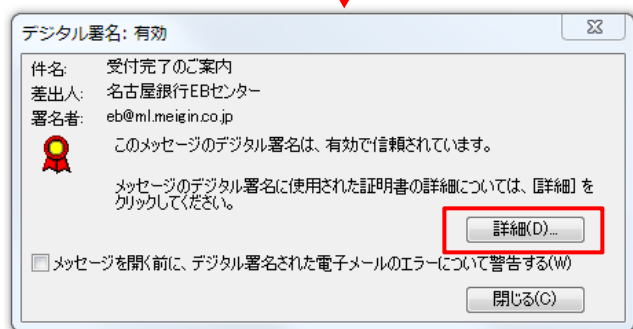 デジタル署名: 有効
件名: 受付完了のご案内
差出人: 名古屋銀行EBセンター
署名者: eb@ml.meigin.co.jp
このメッセージのデジタル署名は、有効で信頼されています。
メッセージのデジタル署名に使用された証明書の詳細については、[詳細] を
クリックしてください。
詳細(D)...
メッセージを開く前に、デジタル署名された電子メールのエラーについて警告する(W)
閉じる(C)